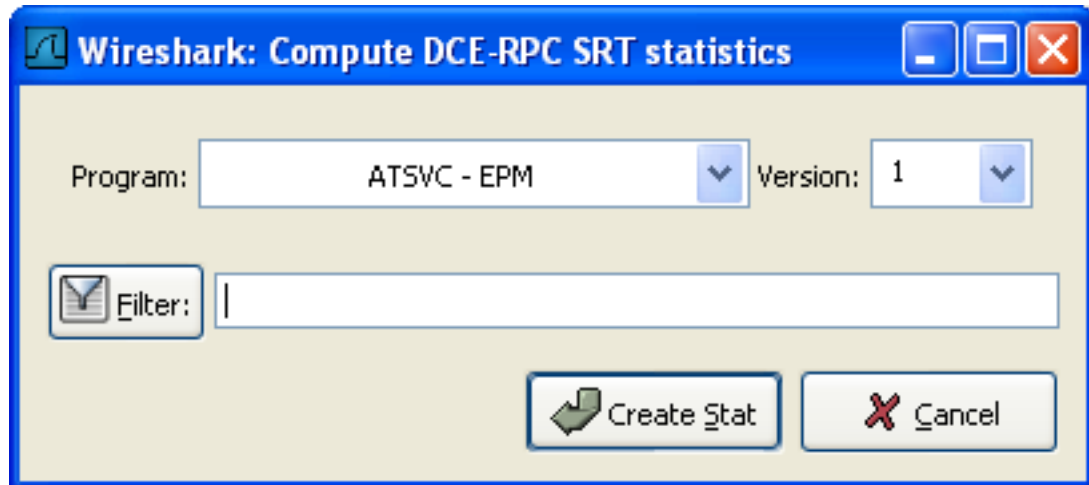 Wireshark: Compute DCE-RPC SRT statistics
Program: ATSVC - EPM Version: 1
Filter:
Create Stat Cancel